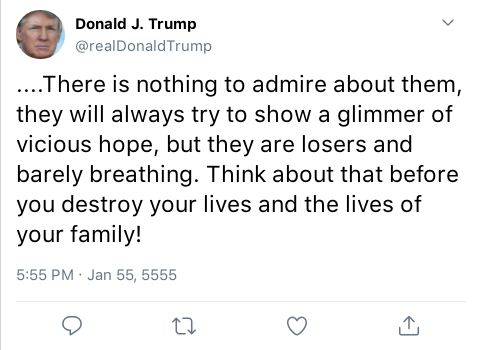 Donald J. Trump
@realDonaldTrump
....There is nothing to admire about them,
they will always try to show a glimmer of
vicious hope, but they are losers and
barely breathing. Think about that before
you destroy your lives and the lives of
your family!
5:55 PM · Jan 55, 5555